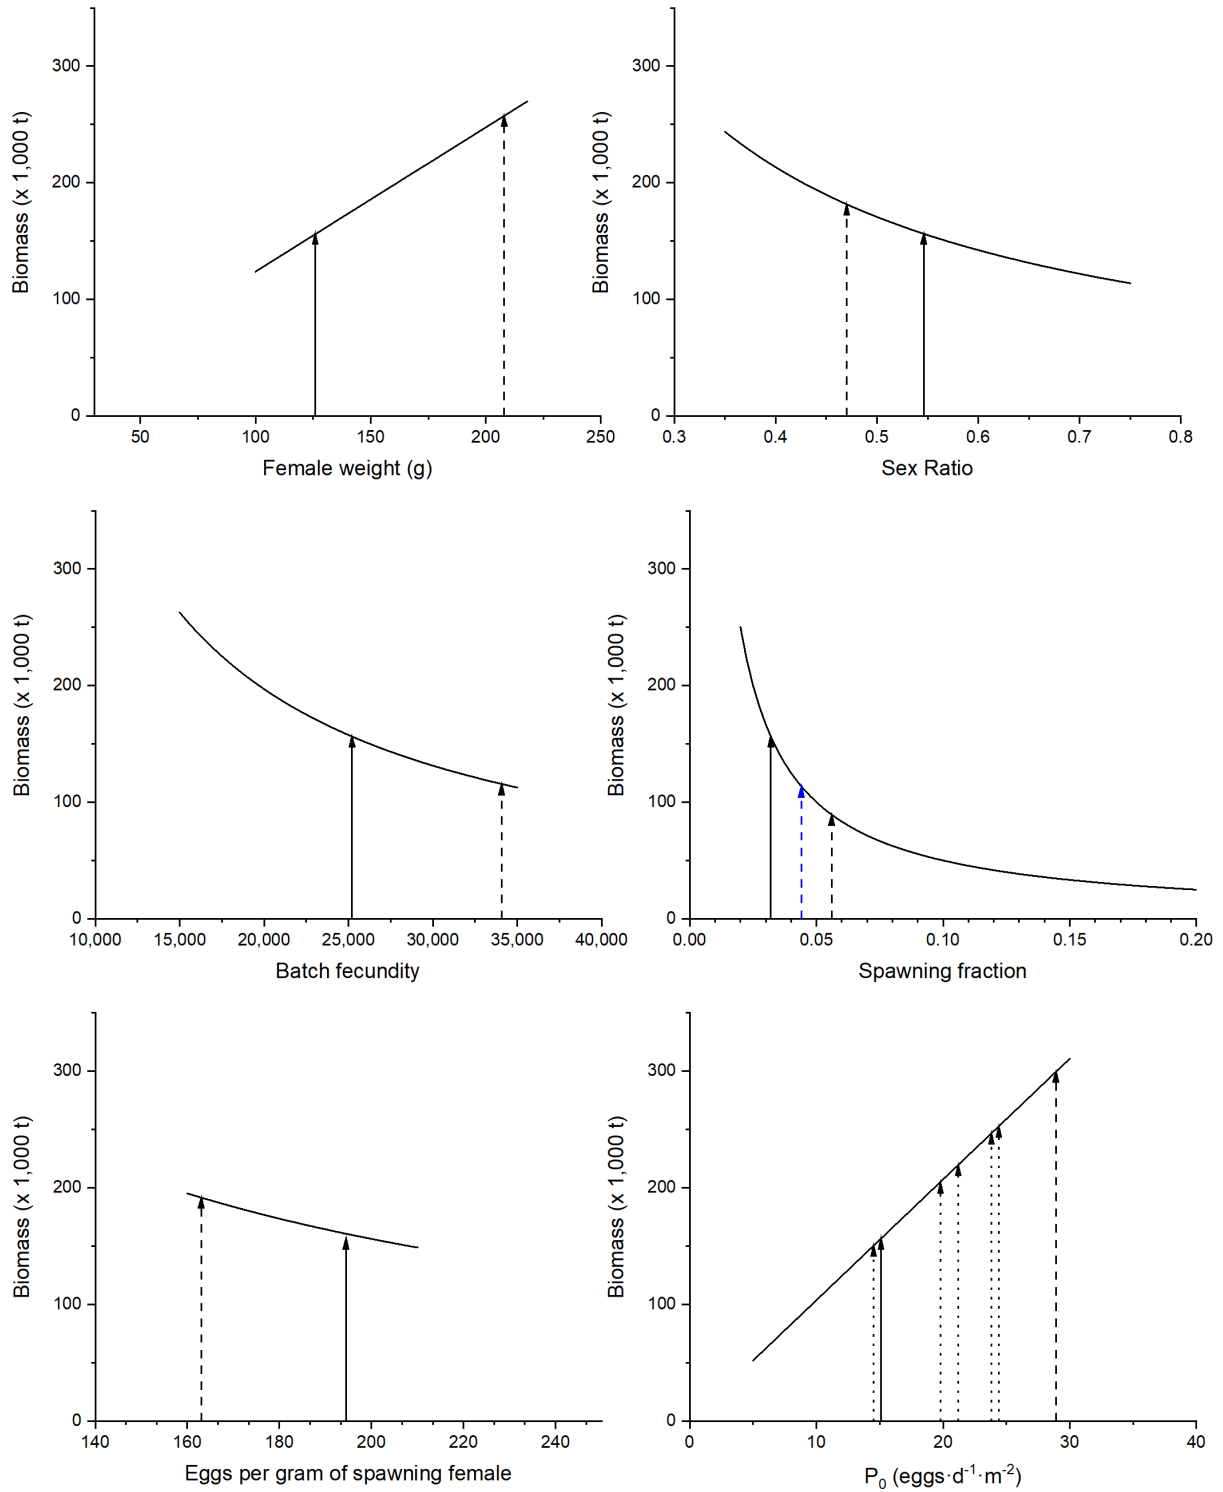 300
200
100
0
Biomass (x 1,000 t)
50 100 150 200 250
Female weight (g)
300
200
100
0
Biomass (x 1,000 t)
0.3 0.4 0.5 0.6 0.7 0.8
Sex Ratio
300
200
100
0
Biomass (x 1,000 t)
10,000 15,000 20,000 25,000 30,000 35,000 40,000
Batch fecundity
300
200
100
0
Biomass (x 1,000 t)
0.00 0.05 0.10 0.15 0.20
Spawning fraction
300
200
100
0
Biomass (x 1,000 t)
140 160 180 200 220 240
Eggs per gram of spawning female
300
200
100
0
Biomass (x 1,000 t)
0 10 20 30 40
P₀ (eggs·d⁻¹·m⁻²)